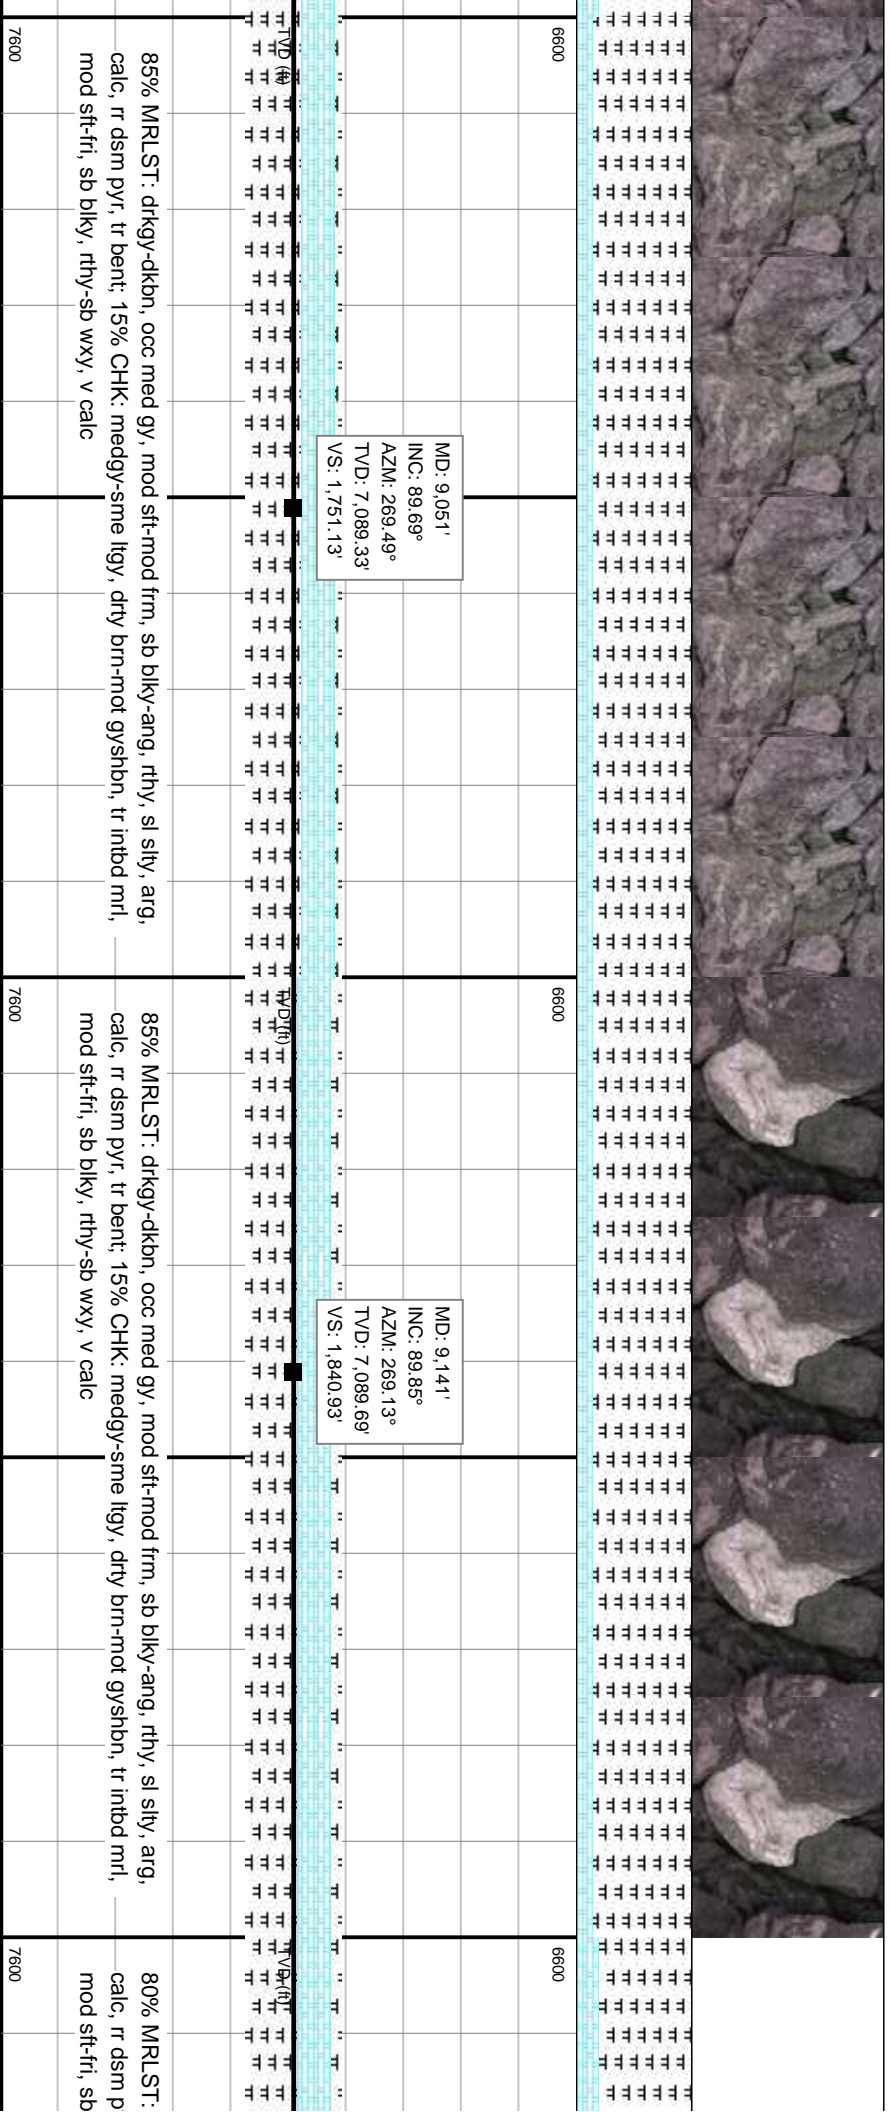 6600
TVD (ft)
7600
MD: 9,051'
INC: 89.69°
AZM: 269.49°
TVD: 7,089.33'
VS: 1,751.13'
85% MRLST: drkgy-dkbn, occ med gy, mod sft-mod frm, sb blky-ang, rthy, sl slty, arg,
calc, rr dsm pyr, tr bent; 15% CHK: medgy-sme ltgy, drty brn-mot gyshbn, tr intbd mrl,
mod sft-fri, sb blky, rthy-sb wxy, v calc
6600
TVD (ft)
7600
MD: 9,141'
INC: 89.85°
AZM: 269.13°
TVD: 7,089.69'
VS: 1,840.93'
85% MRLST: drkgy-dkbn, occ med gy, mod sft-mod frm, sb blky-ang, rthy, sl slty, arg,
calc, rr dsm pyr, tr bent; 15% CHK: medgy-sme ltgy, drty brn-mot gyshbn, tr intbd mrl,
mod sft-fri, sb blky, rthy-sb wxy, v calc
6600
TVD (ft)
7600
80% MRLST:
calc, rr dsm p
mod sft-fri, sb